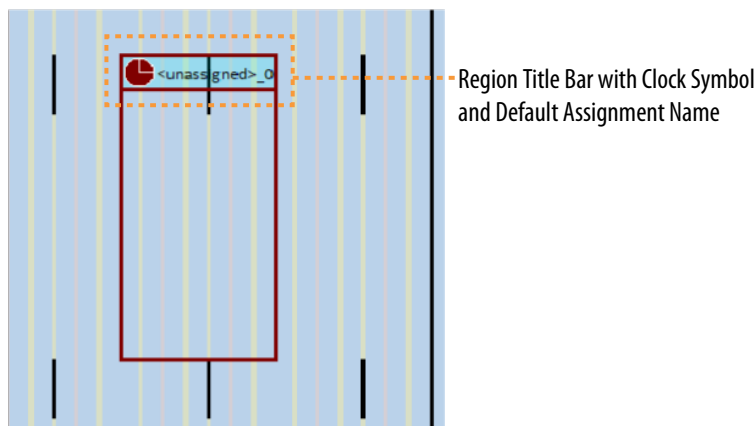 <unassigned>_0
Region Title Bar with Clock Symbol
and Default Assignment Name